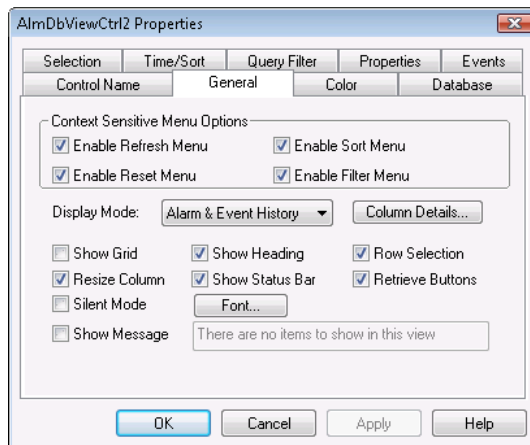 AlmDbViewCtrl2 Properties
Selection Time/Sort Query Filter Properties Events
Control Name General Color Database
Context Sensitive Menu Options
Enable Refresh Menu Enable Sort Menu
Enable Reset Menu Enable Filter Menu
Display Mode: Alarm & Event History Column Details...
Show Grid Show Heading Row Selection
Resize Column Show Status Bar Retrieve Buttons
Silent Mode Font...
Show Message There are no items to show in this view
OK Cancel Apply Help